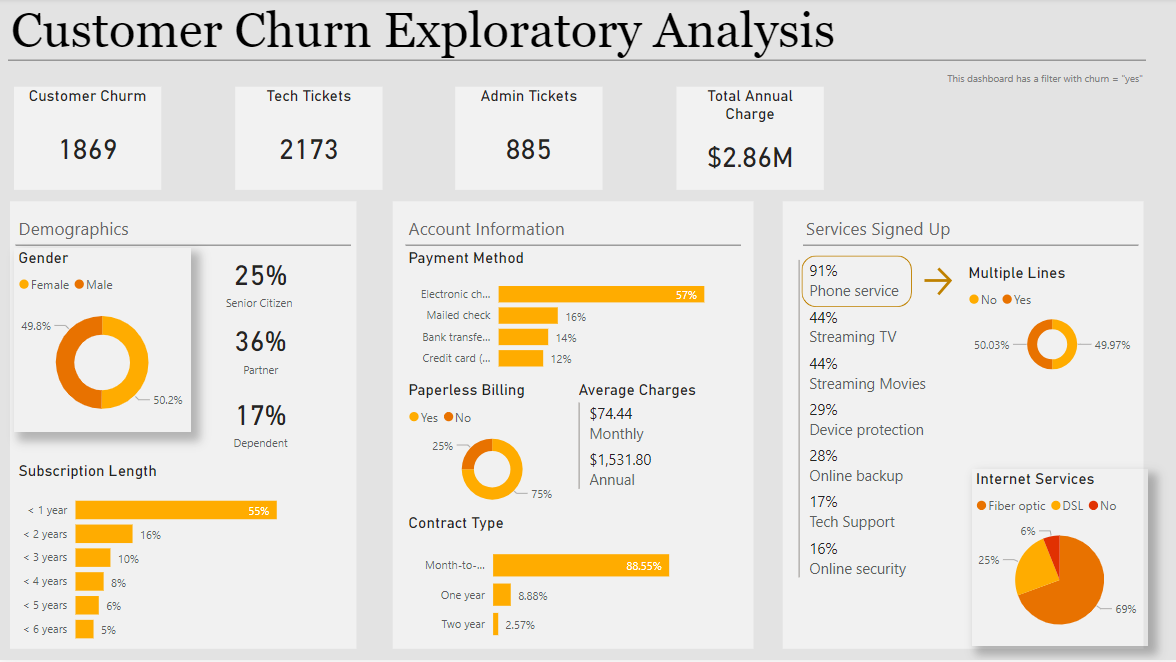 Customer Churn Exploratory Analysis
This dashboard has a filter with churn = "yes"
Customer Churm
1869
Tech Tickets
2173
Admin Tickets
885
Total Annual
Charge
$2.86M
Demographics
Gender
Female Male
49.8%
50.2%
25%
Senior Citizen
36%
Partner
17%
Dependent
Subscription Length
< 1 year 55%
< 2 years 16%
< 3 years 10%
< 4 years 8%
< 5 years 6%
< 6 years 5%
Account Information
Payment Method
Electronic ch... 57%
Mailed check 16%
Bank transfe... 14%
Credit card (... 12%
Paperless Billing
Yes No
25%
75%
Average Charges
$74.44
Monthly
$1,531.80
Annual
Contract Type
Month-to-... 88.55%
One year 8.88%
Two year 2.57%
Services Signed Up
91%
Phone service
44%
Streaming TV
44%
Streaming Movies
29%
Device protection
28%
Online backup
17%
Tech Support
16%
Online security
Multiple Lines
No Yes
50.03% 49.97%
Internet Services
Fiber optic DSL No
6%
25%
69%